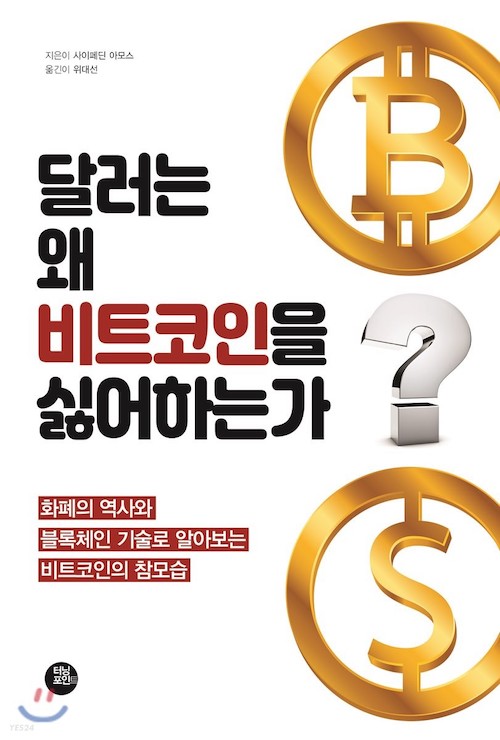 지은이 사이페딘 아모스
옮긴이 위대선
달러는
왜
비트코인을
싫어하는가
화폐의 역사와
블록체인 기술로 알아보는
비트코인의 참모습
터닝
포인트
YES24